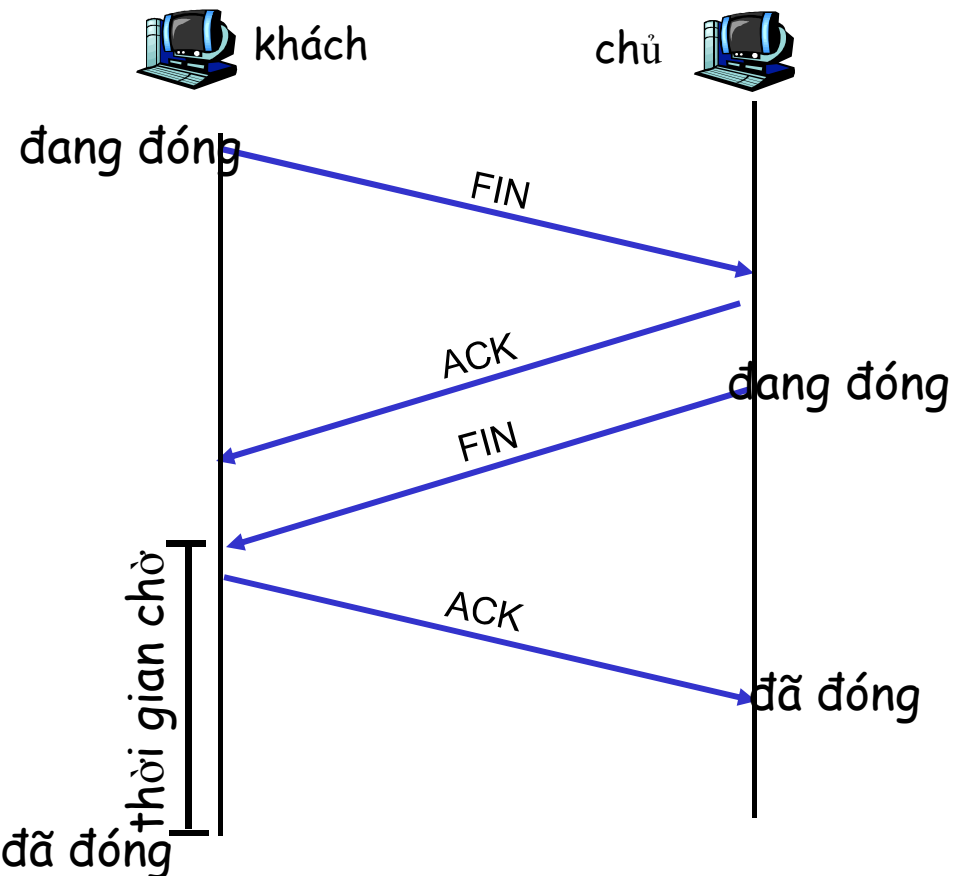 khách
chủ
đang đóng
FIN
ACK
đang đóng
FIN
thời gian chờ
ACK
đã đóng
đã đóng